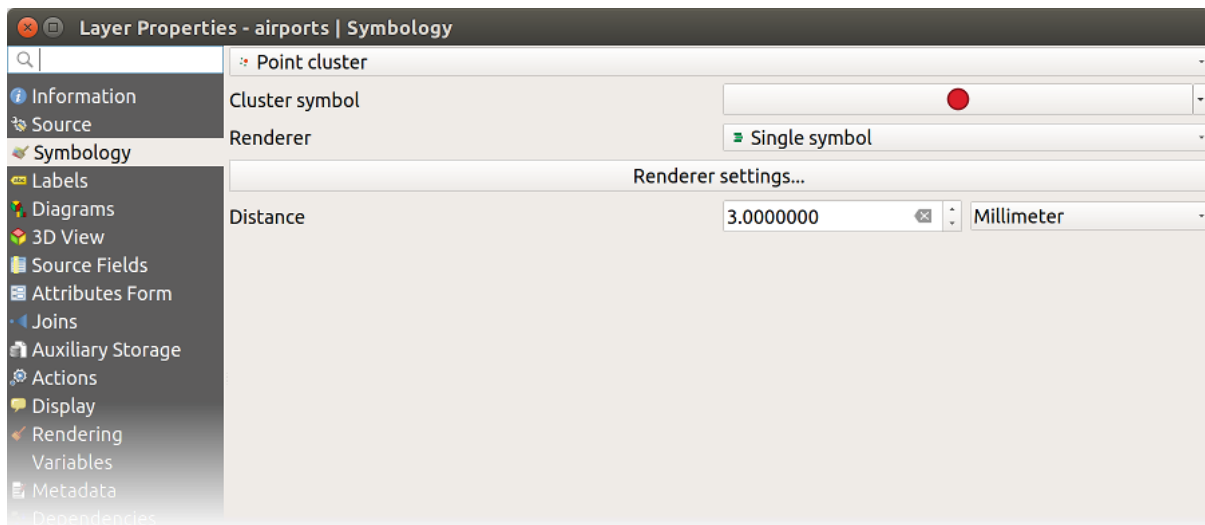 Layer Properties - airports | Symbology
Point cluster
Information
Cluster symbol
Source
Renderer
Single symbol
Symbology
Labels
Renderer settings...
Diagrams
Distance
3.0000000
Millimeter
3D View
Source Fields
Attributes Form
Joins
Auxiliary Storage
Actions
Display
Rendering
Variables
Metadata
Dependencies